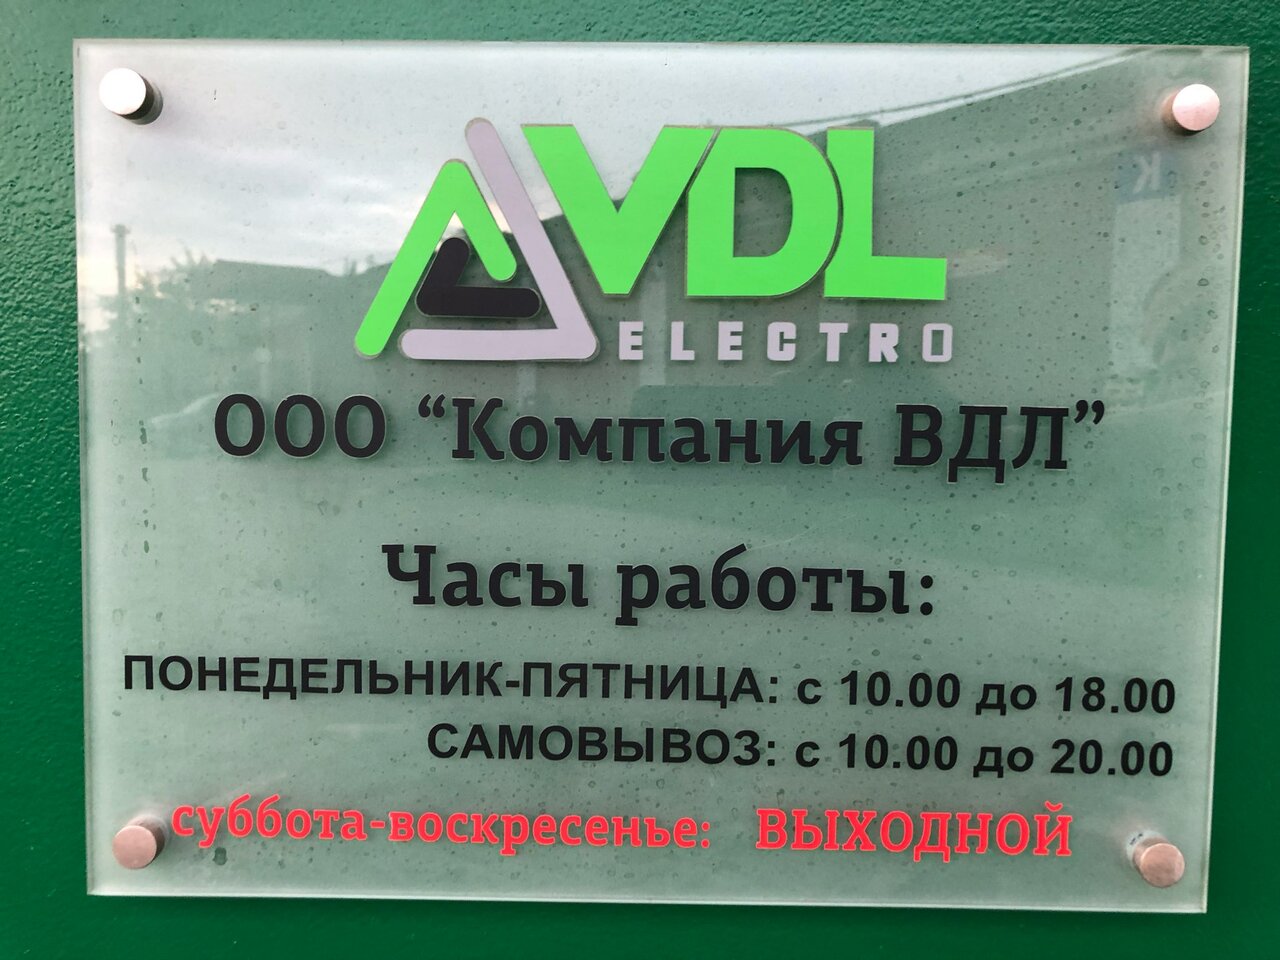 VDL
ELECTRO
ООО “Компания ВДЛ”
Часы работы:
ПОНЕДЕЛЬНИК-ПЯТНИЦА: с 10.00 до 18.00
САМОВЫВОЗ: с 10.00 до 20.00
суббота-воскресенье: ВЫХОДНОЙ